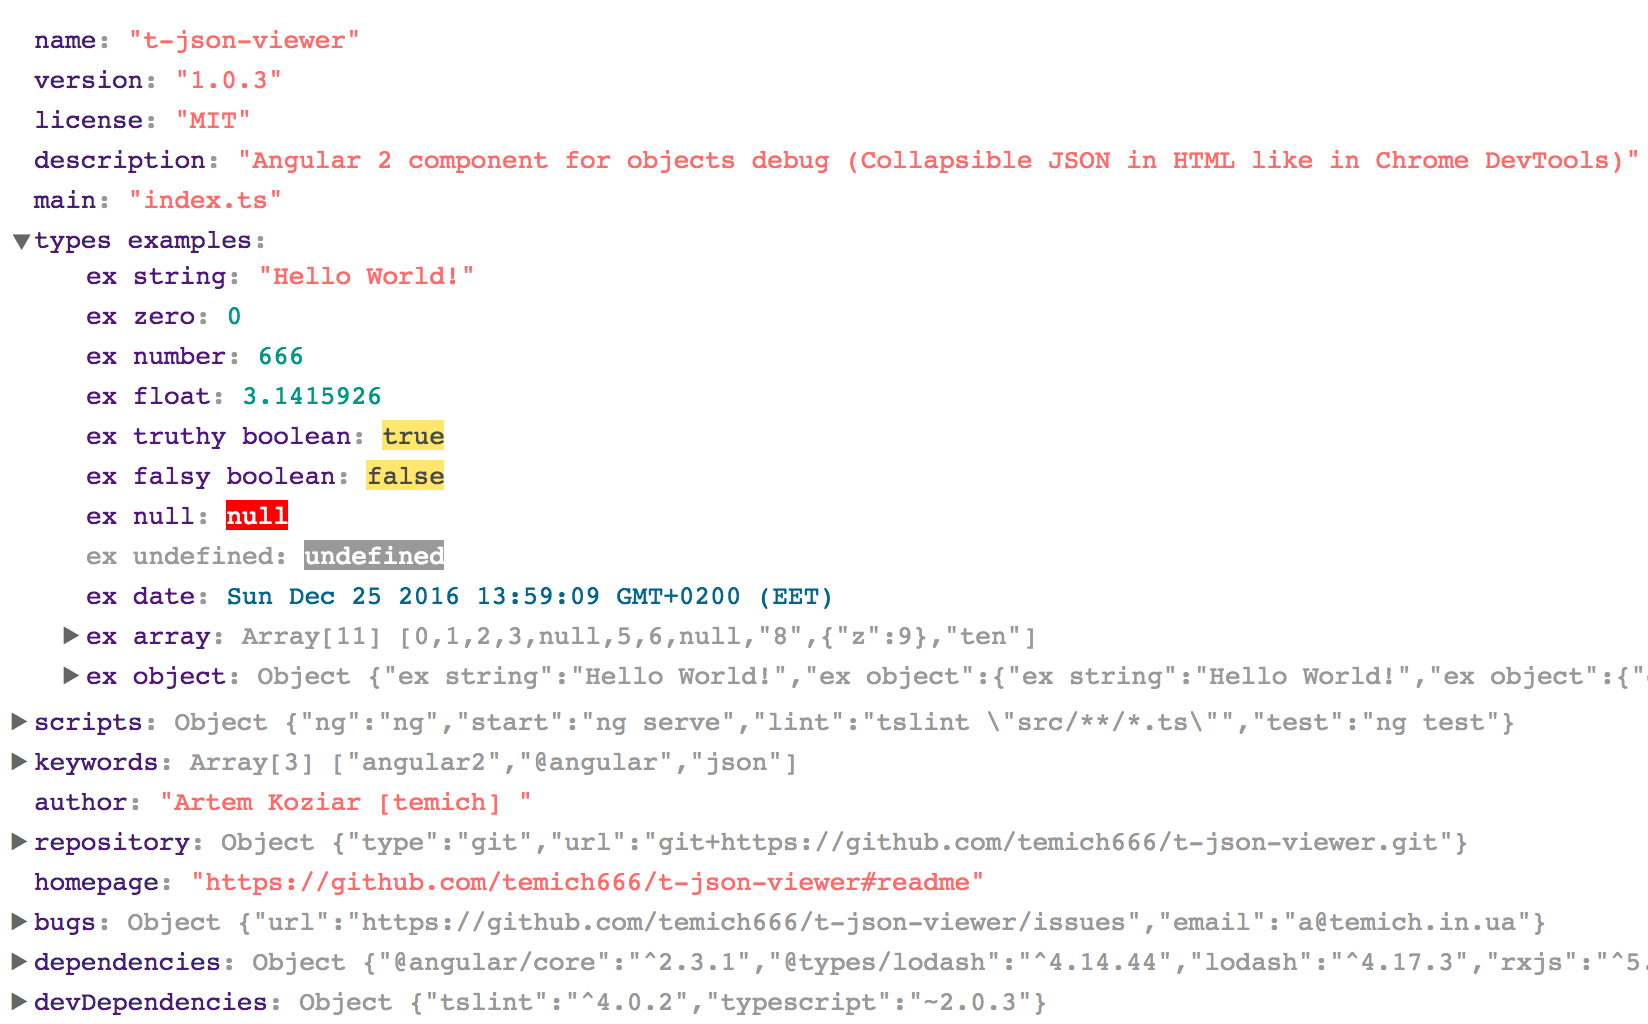 name: "t-json-viewer"
version: "1.0.3"
license: "MIT"
description: "Angular 2 component for objects debug (Collapsible JSON in HTML like in Chrome DevTools)"
main: "index.ts"
types examples:
ex string: "Hello World!"
ex zero: 0
ex number: 666
ex float: 3.1415926
ex truthy boolean: true
ex falsy boolean: false
ex null: null
ex undefined: undefined
ex date: Sun Dec 25 2016 13:59:09 GMT+0200 (EET)
ex array: Array[11] [0,1,2,3,null,5,6,null,"8",{"z":9},"ten"]
ex object: Object {"ex string":"Hello World!","ex object":{"ex string":"Hello World!","ex object":{"
scripts: Object {"ng":"ng","start":"ng serve","lint":"tslint \"src/**/*.ts\"","test":"ng test"}
keywords: Array[3] ["angular2","@angular","json"]
author: "Artem Koziar [temich] "
repository: Object {"type":"git","url":"git+https://github.com/temich666/t-json-viewer.git"}
homepage: "https://github.com/temich666/t-json-viewer#readme"
bugs: Object {"url":"https://github.com/temich666/t-json-viewer/issues","email":"a@temich.in.ua"}
dependencies: Object {"@angular/core":"^2.3.1","@types/lodash":"^4.14.44","lodash":"^4.17.3","rxjs":"^5.
devDependencies: Object {"tslint":"^4.0.2","typescript":"~2.0.3"}